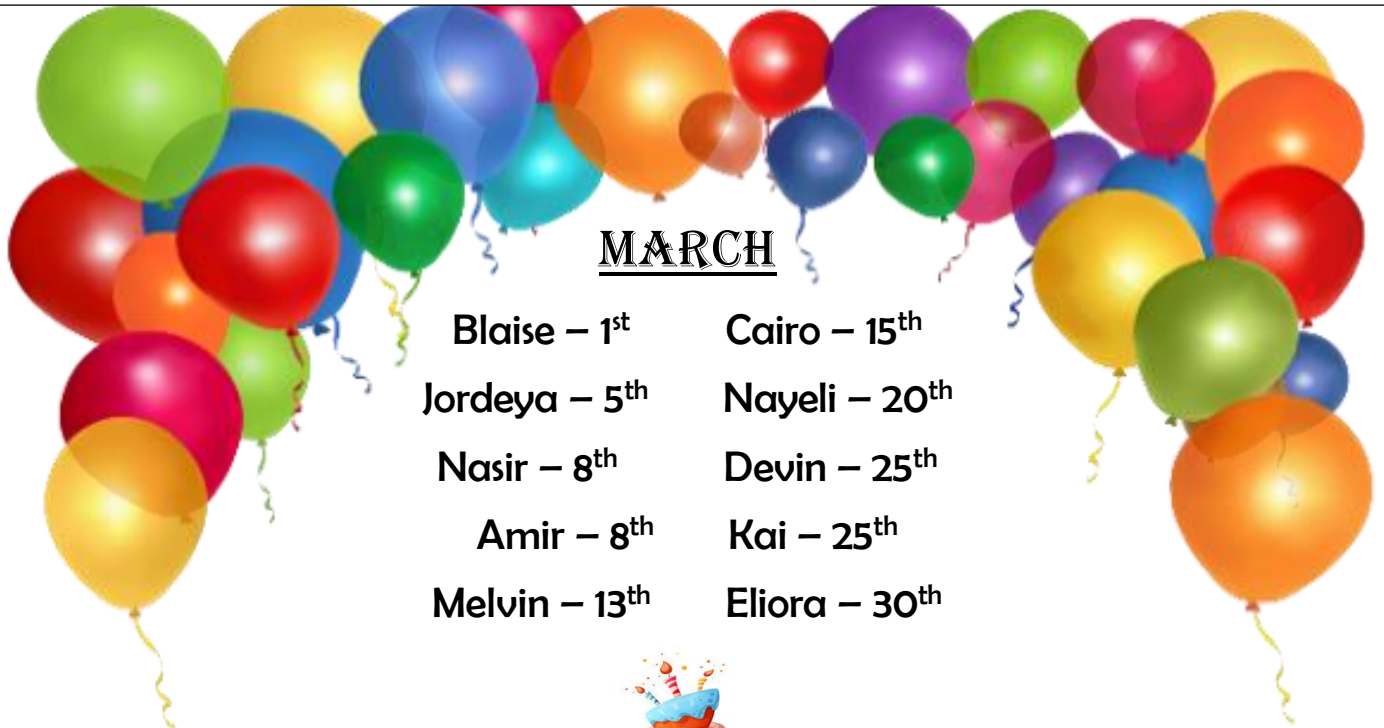 MARCH
Blaise – 1st Cairo – 15th
Jordeya – 5th Nayeli – 20th
Nasir – 8th Devin – 25th
Amir – 8th Kai – 25th
Melvin – 13th Eliora – 30th